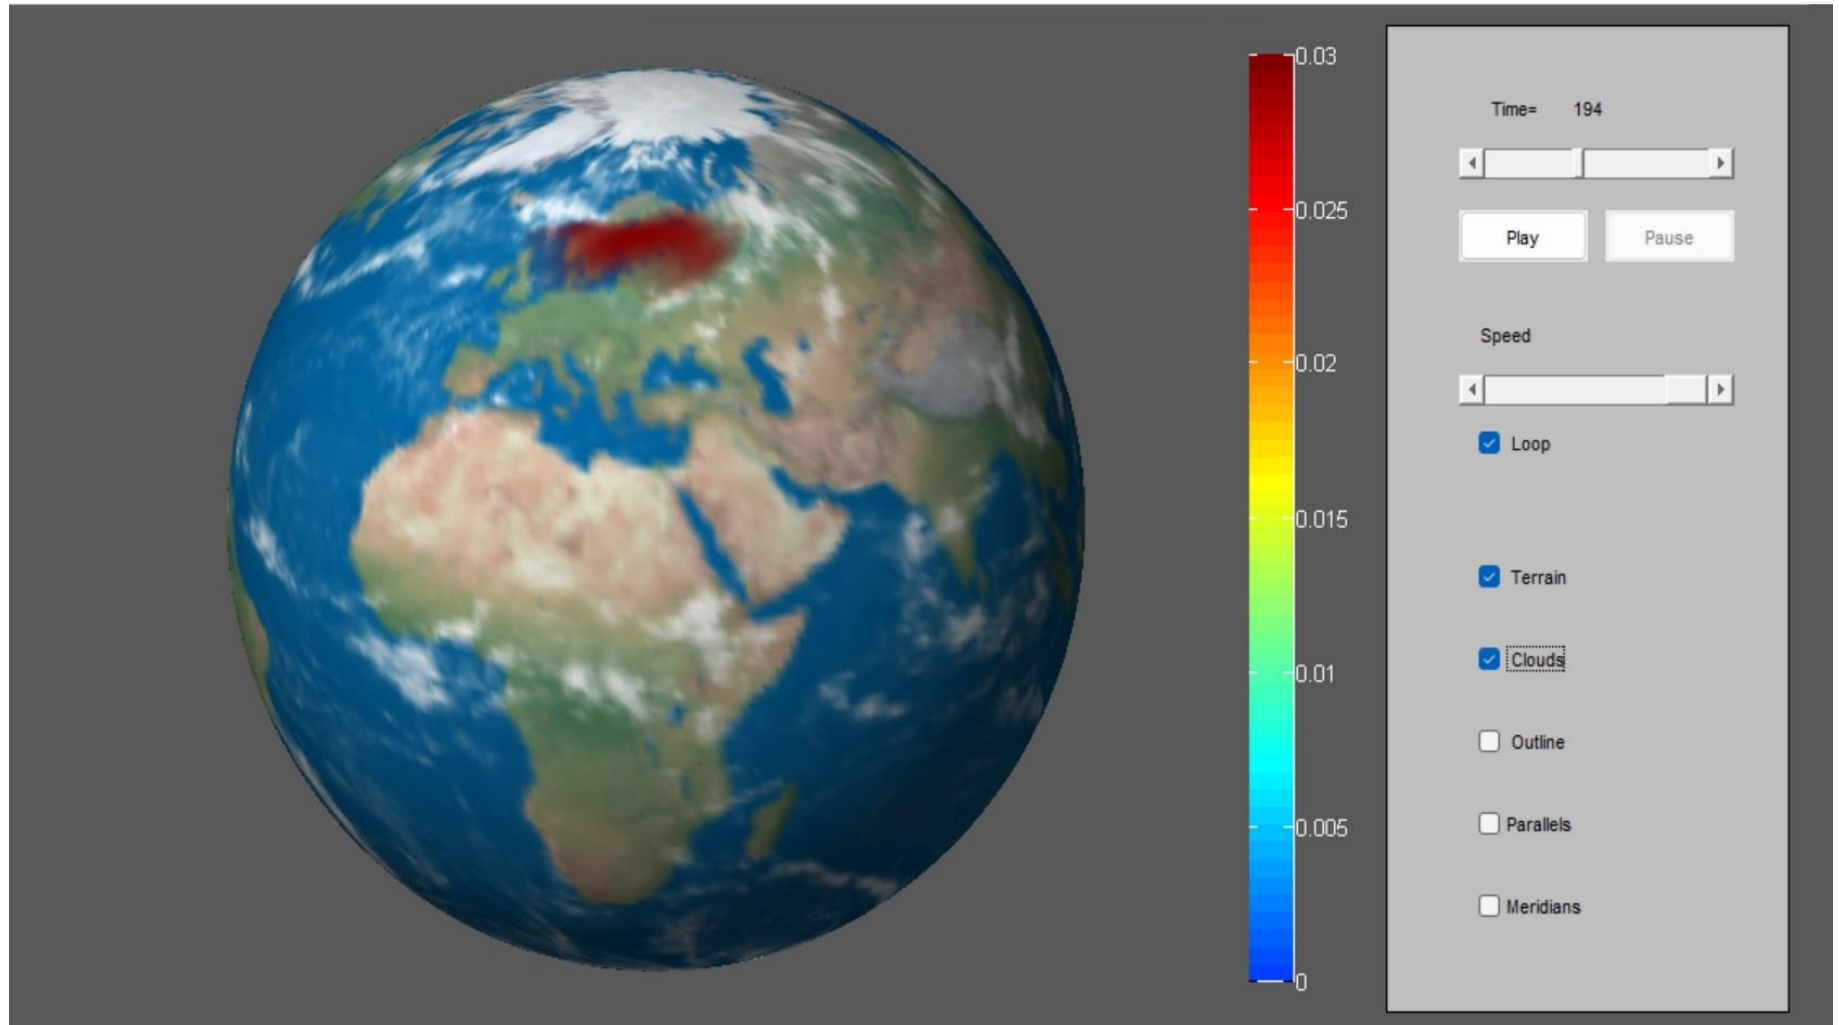 0.03
0.025
0.02
0.015
0.01
0.005
0
Time= 194
Play Pause
Speed
Loop
Terrain
Clouds
Outline
Parallels
Meridians